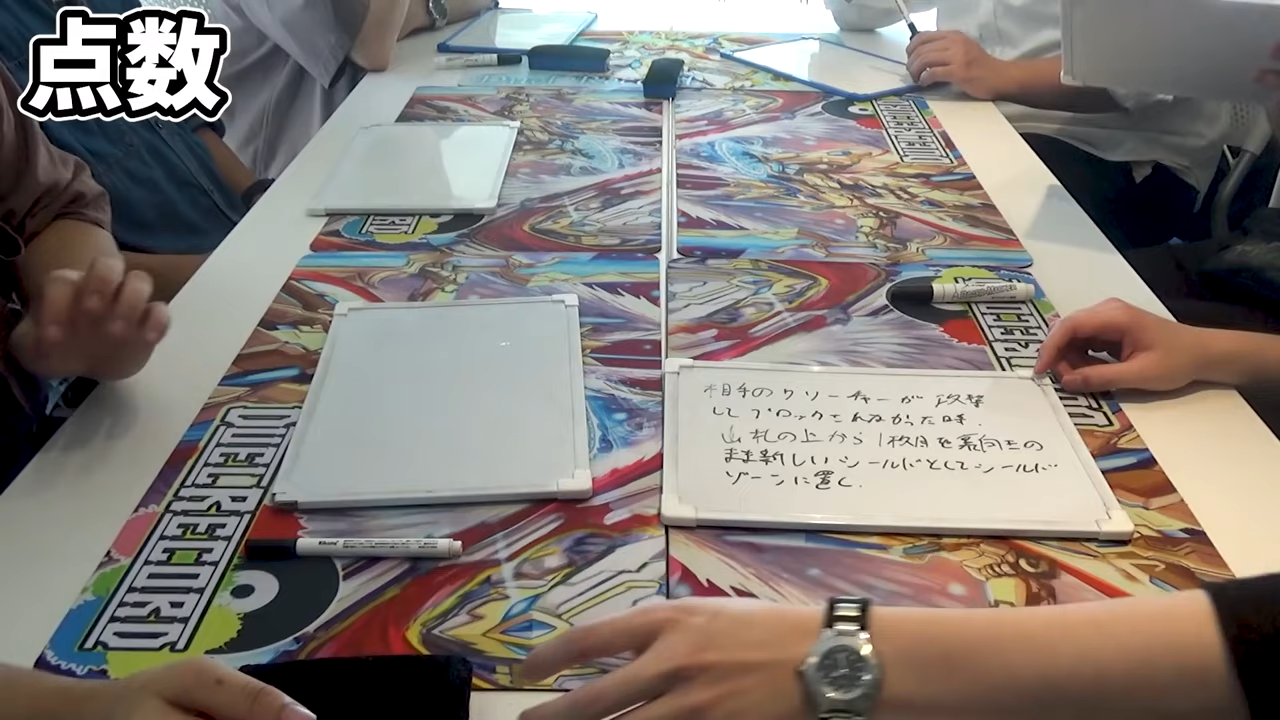 点数
DUEL RECORD
相手のクリーチャーが攻撃
してブロックされなかった時、
山札の上から1枚目を裏向きの
まま新しいシールドとしてシールド
ゾーンに置く.
DUEL RECORD